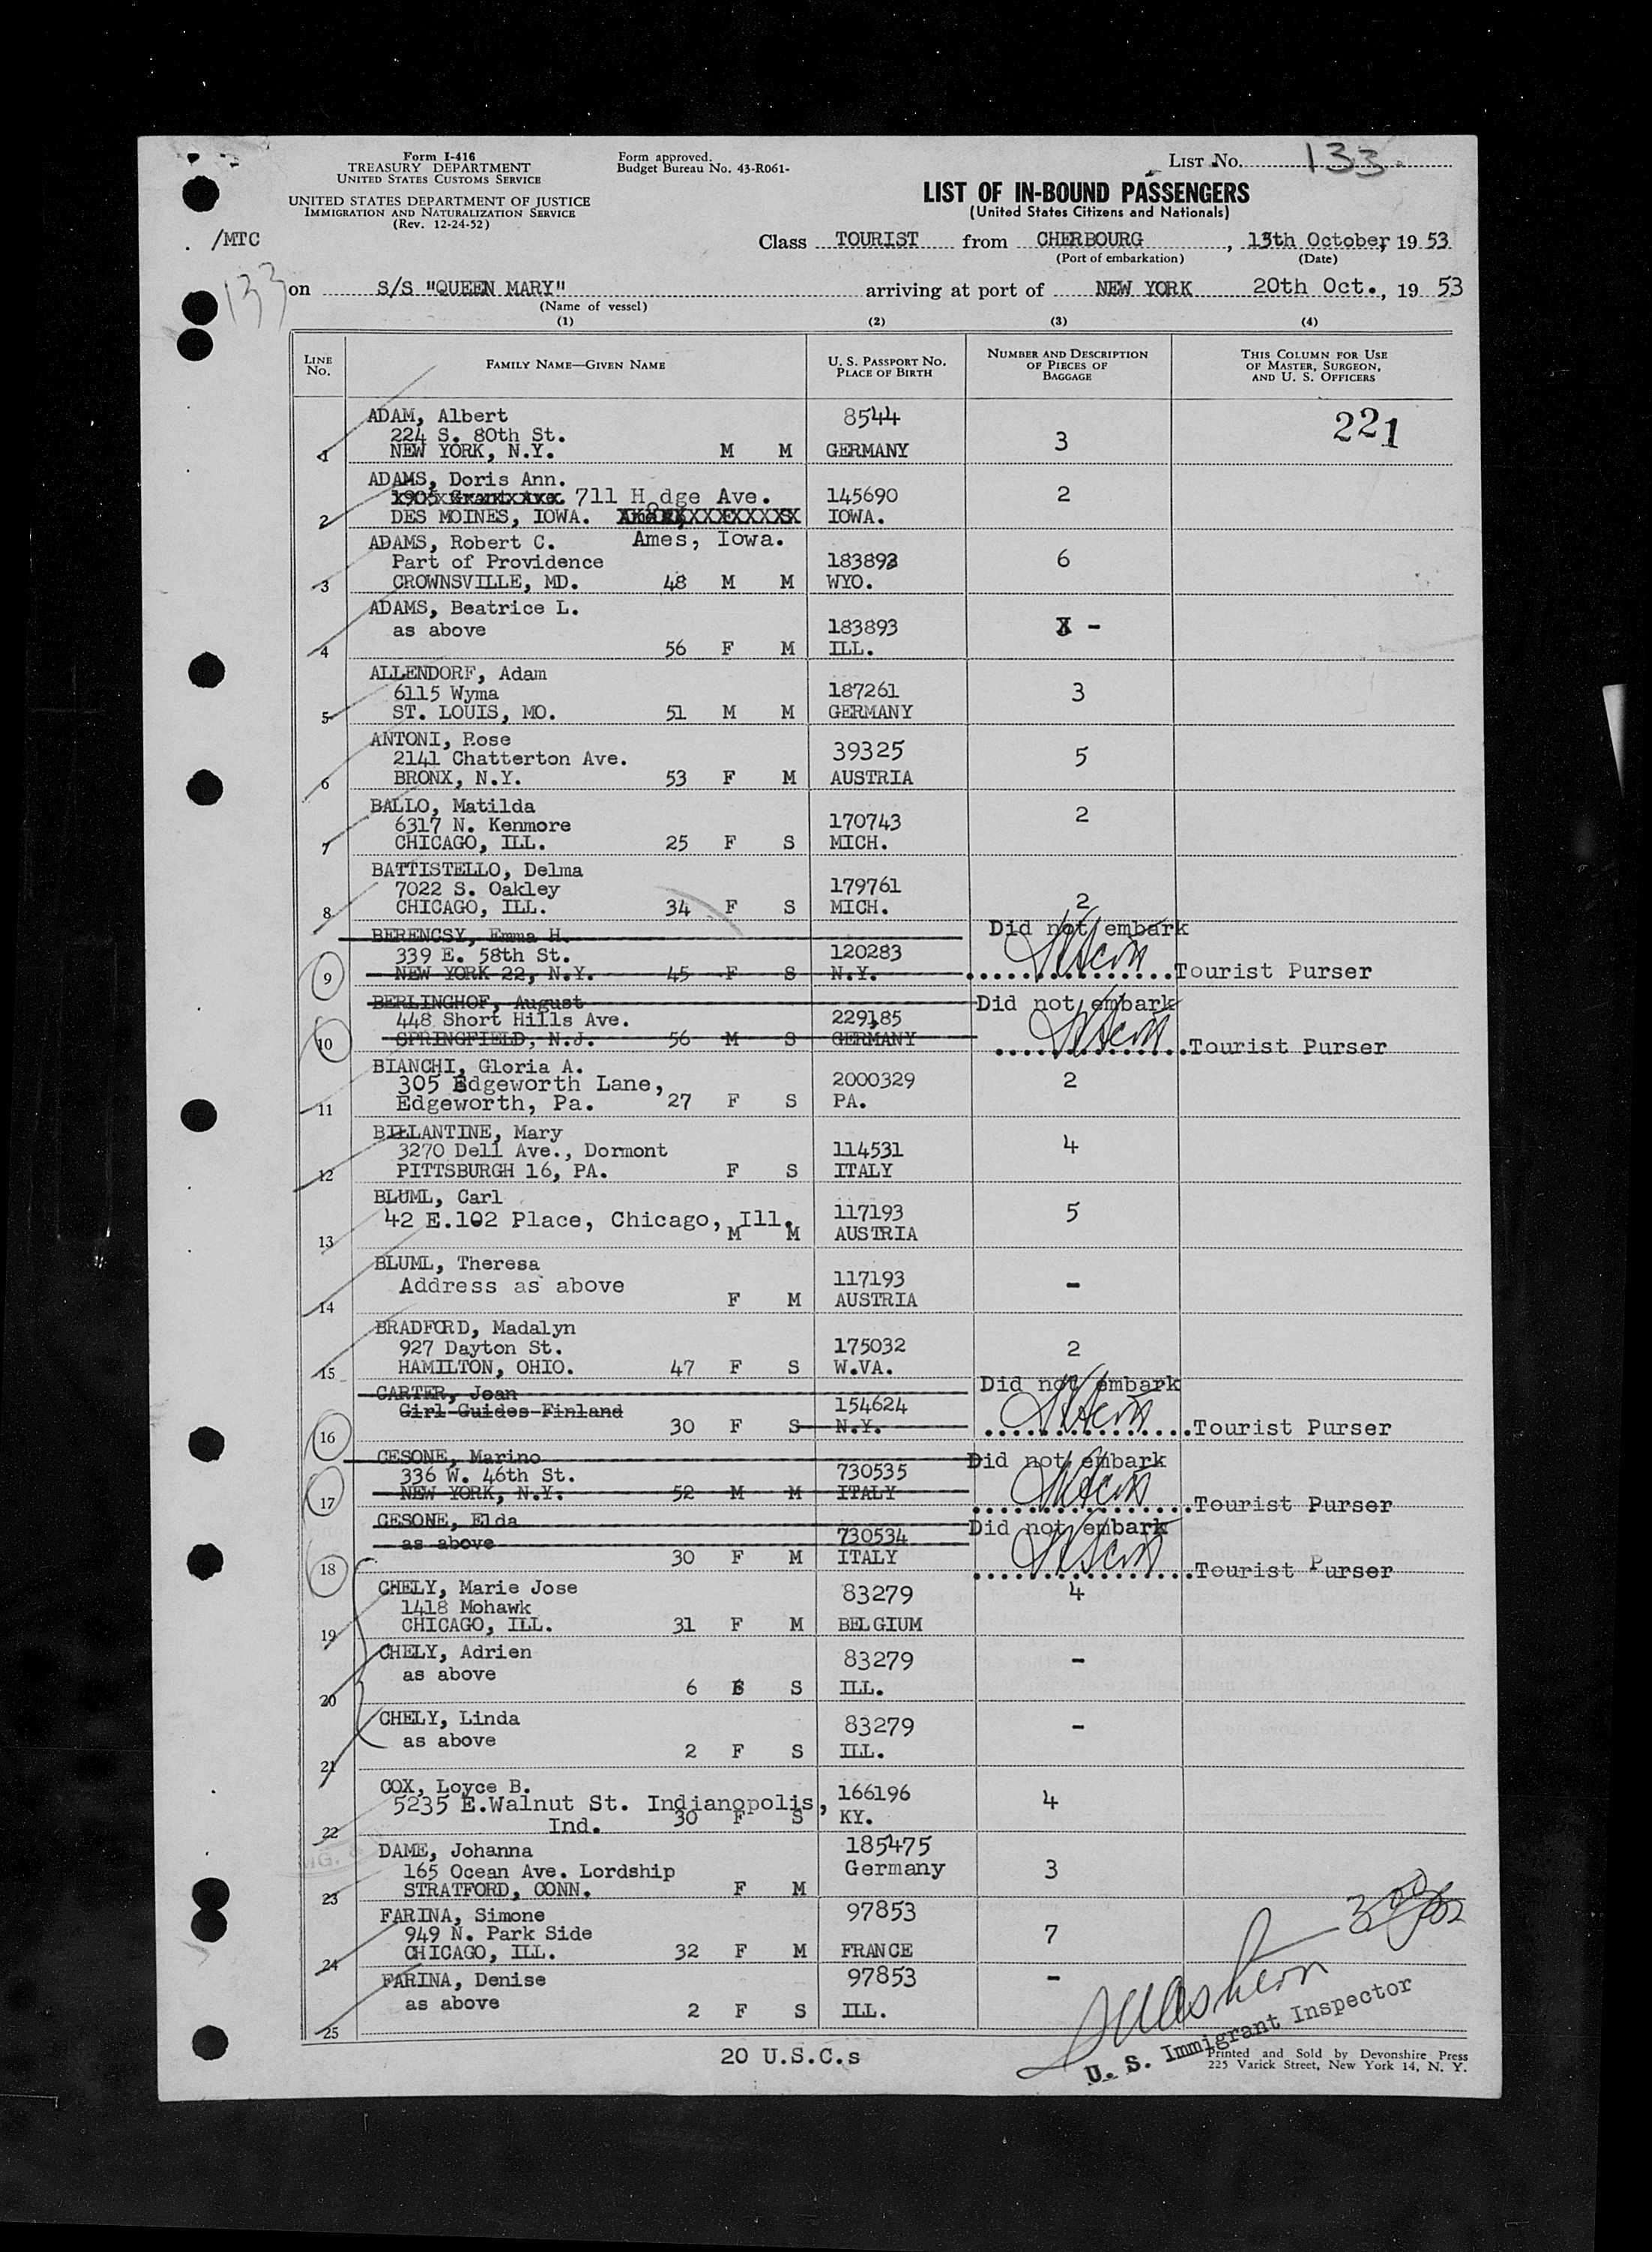 Form I-416
TREASURY DEPARTMENT
UNITED STATES CUSTOMS SERVICE
UNITED STATES DEPARTMENT OF JUSTICE
IMMIGRATION AND NATURALIZATION SERVICE
(Rev. 12-24-52)
Form approved.
Budget Bureau No. 43-R061-
LIST No. 133
LIST OF IN-BOUND PASSENGERS
(United States Citizens and Nationals)
/MTC
Class TOURIST from CHERBOURG, 13th October, 1953
(Port of embarkation) (Date)
133
on S/S "QUEEN MARY" arriving at port of NEW YORK 20th Oct., 1953
(Name of vessel)
(1) (2) (3) (4)
LINE No. FAMILY NAME—GIVEN NAME U. S. PASSPORT No. PLACE OF BIRTH NUMBER AND DESCRIPTION OF PIECES OF BAGGAGE THIS COLUMN FOR USE OF MASTER, SURGEON, AND U. S. OFFICERS
ADAM, Albert 8544 221
224 S. 80th St. 3
1 NEW YORK, N.Y. M M GERMANY
ADAMS, Doris Ann.
1905 Grant Ave. 711 H dge Ave. 145690 2
2 DES MOINES, IOWA. IOWA.
ADAMS, Robert C. Ames, Iowa.
Part of Providence 183893 6
3 CROWNSVILLE, MD. 48 M M WYO.
ADAMS, Beatrice L.
as above 183893 -
4 56 F M ILL.
ALLENDORF, Adam
6115 Wyma 187261 3
5 ST. LOUIS, MO. 51 M M GERMANY
ANTONI, Rose 39325
2141 Chatterton Ave. 5
6 BRONX, N.Y. 53 F M AUSTRIA
BALLO, Matilda 2
6317 N. Kenmore 170743
7 CHICAGO, ILL. 25 F S MICH.
BATTISTELLO, Delma
7022 S. Oakley 179761
8 CHICAGO, ILL. 34 F S MICH. 2
BERENCSY, Emma H. Did not embark
339 E. 58th St. 120283
9 NEW YORK 22, N.Y. 45 F S N.Y. Tourist Purser
BERLINGHOF, August Did not embark
448 Short Hills Ave. 229185
10 SPRINGFIELD, N.J. 56 M S GERMANY Tourist Purser
BIANCHI, Gloria A.
305 Edgeworth Lane, 2000329 2
11 Edgeworth, Pa. 27 F S PA.
BILLANTINE, Mary
3270 Dell Ave., Dormont 114531 4
12 PITTSBURGH 16, PA. F S ITALY
BLUML, Carl
42 E.102 Place, Chicago, Ill. 117193 5
13 M M AUSTRIA
BLUML, Theresa
Address as above 117193 -
14 F M AUSTRIA
BRADFORD, Madalyn
927 Dayton St. 175032 2
15 HAMILTON, OHIO. 47 F S W.VA.
CARTER, Joan Did not embark
Girl Guides Finland 154624
16 30 F S N.Y. Tourist Purser
CESONE, Marino Did not embark
336 W. 46th St. 730535
17 NEW YORK, N.Y. 52 M M ITALY Tourist Purser
CESONE, Elda Did not embark
as above 730534
18 30 F M ITALY Tourist Purser
CHELY, Marie Jose 83279 4
1418 Mohawk
19 CHICAGO, ILL. 31 F M BELGIUM
CHELY, Adrien 83279 -
as above
20 6 S ILL.
CHELY, Linda 83279 -
as above
21 2 F S ILL.
COX, Loyce B.
5235 E.Walnut St. Indianopolis, 166196 4
22 Ind. 30 F S KY.
DAME, Johanna 185475
165 Ocean Ave. Lordship Germany 3
23 STRATFORD, CONN. F M
FARINA, Simone 97853
949 N. Park Side 7
24 CHICAGO, ILL. 32 F M FRANCE
FARINA, Denise 97853 -
as above
25 2 F S ILL.
20 U.S.C.s
U. S. Immigrant Inspector
Printed and Sold by Devonshire Press
225 Varick Street, New York 14, N. Y.